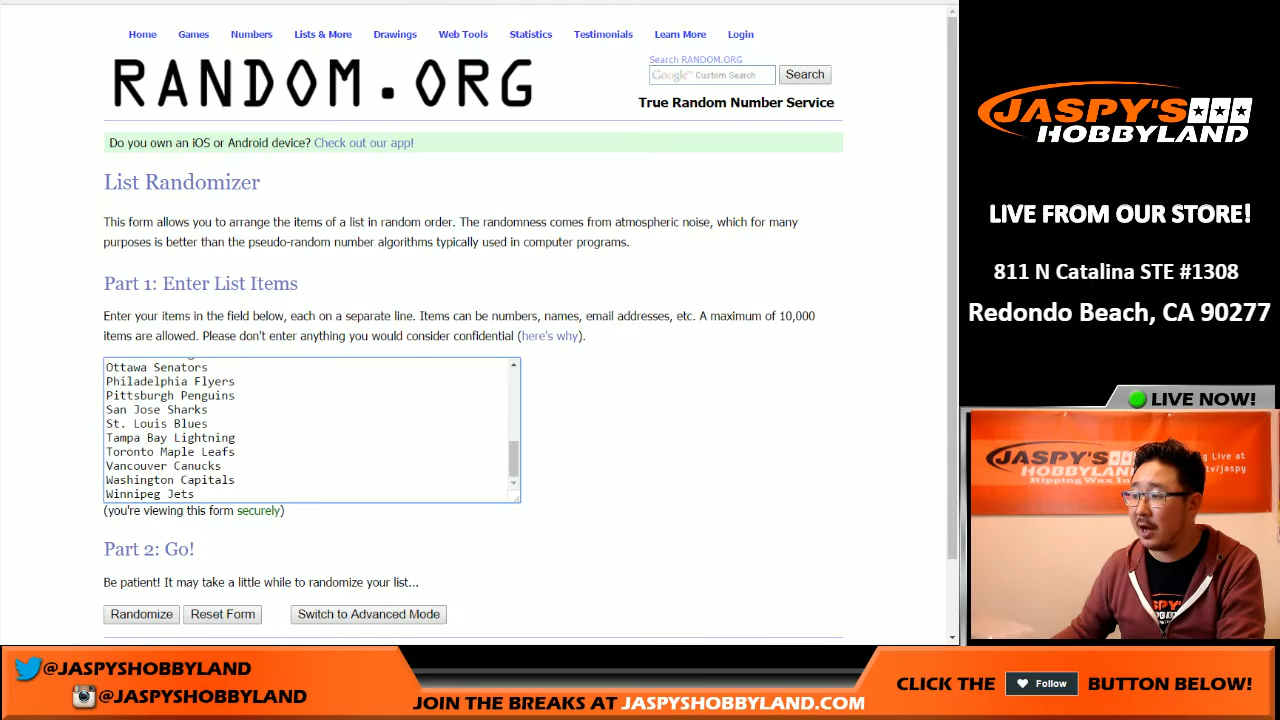 Home Games Numbers Lists & More Drawings Web Tools Statistics Testimonials Learn More Login
RANDOM.ORG
Search RANDOM.ORG
Google™ Custom Search Search
True Random Number Service
Do you own an iOS or Android device? Check out our app!
List Randomizer
This form allows you to arrange the items of a list in random order. The randomness comes from atmospheric noise, which for many
purposes is better than the pseudo-random number algorithms typically used in computer programs.
Part 1: Enter List Items
Enter your items in the field below, each on a separate line. Items can be numbers, names, email addresses, etc. A maximum of 10,000
items are allowed. Please don't enter anything you would consider confidential (here's why).
Ottawa Senators
Philadelphia Flyers
Pittsburgh Penguins
San Jose Sharks
St. Louis Blues
Tampa Bay Lightning
Toronto Maple Leafs
Vancouver Canucks
Washington Capitals
Winnipeg Jets
(you're viewing this form securely)
Part 2: Go!
Be patient! It may take a little while to randomize your list...
Randomize Reset Form Switch to Advanced Mode
JASPY'S
HOBBYLAND
LIVE FROM OUR STORE!
811 N Catalina STE #1308
Redondo Beach, CA 90277
LIVE NOW!
JASPY'S
HOBBYLAND
Ripping Wax
Live at
tv/jaspy
@JASPYSHOBBYLAND
@JASPYSHOBBYLAND
JOIN THE BREAKS AT JASPYSHOBBYLAND.COM
CLICK THE Follow BUTTON BELOW!